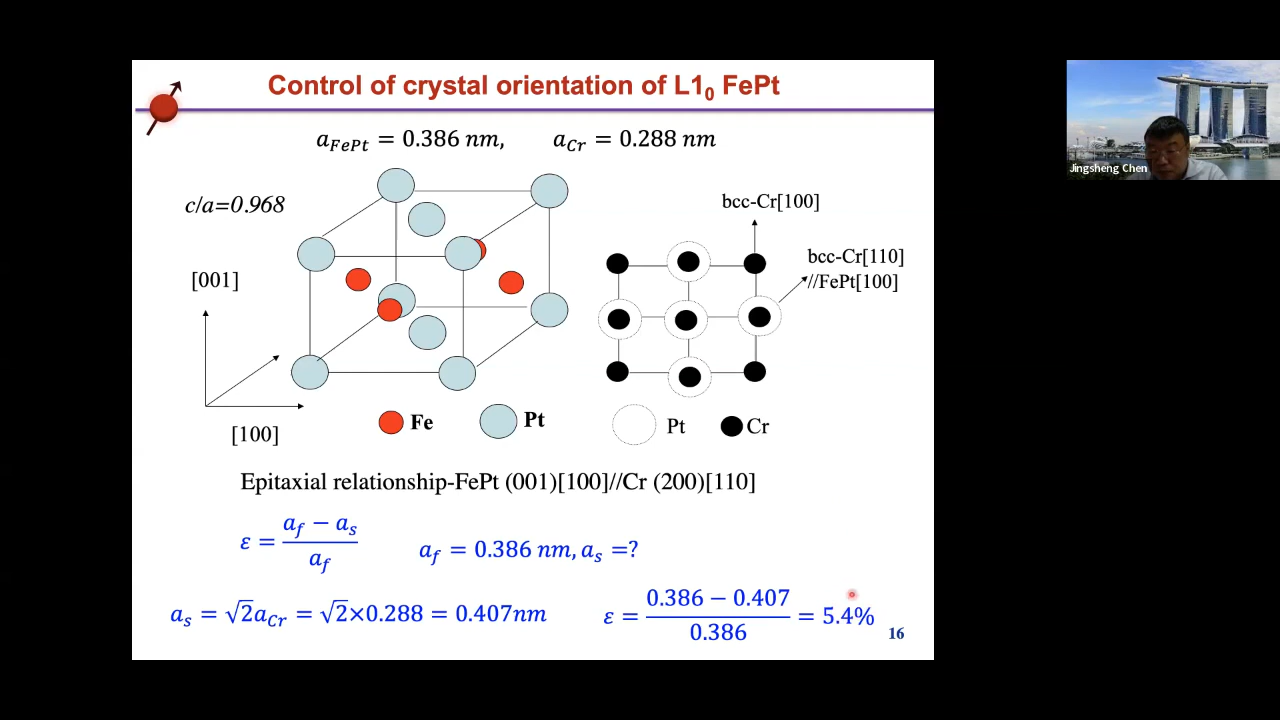 Control of crystal orientation of L1₀ FePt
a_FePt = 0.386 nm, a_Cr = 0.288 nm
c/a=0.968
[001]
[100]
Fe
Pt
bcc-Cr[100]
bcc-Cr[110]
//FePt[100]
Pt
Cr
Epitaxial relationship-FePt (001)[100]//Cr (200)[110]
ε = (a_f − a_s)/a_f
a_f = 0.386 nm, a_s =?
a_s = √2a_Cr = √2×0.288 = 0.407nm
ε = (0.386 − 0.407)/0.386 = 5.4%
16
Jingsheng Chen